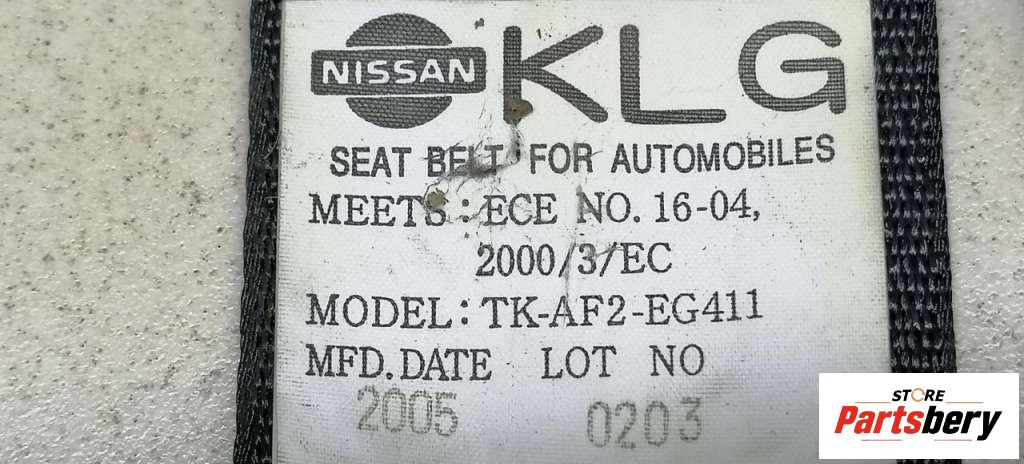 NISSAN KLG
SEAT BELT FOR AUTOMOBILES
MEETS: ECE NO. 16-04,
2000/3/EC
MODEL: TK-AF2-EG411
MFD. DATE LOT NO
2005 0203
STORE
Partsbery